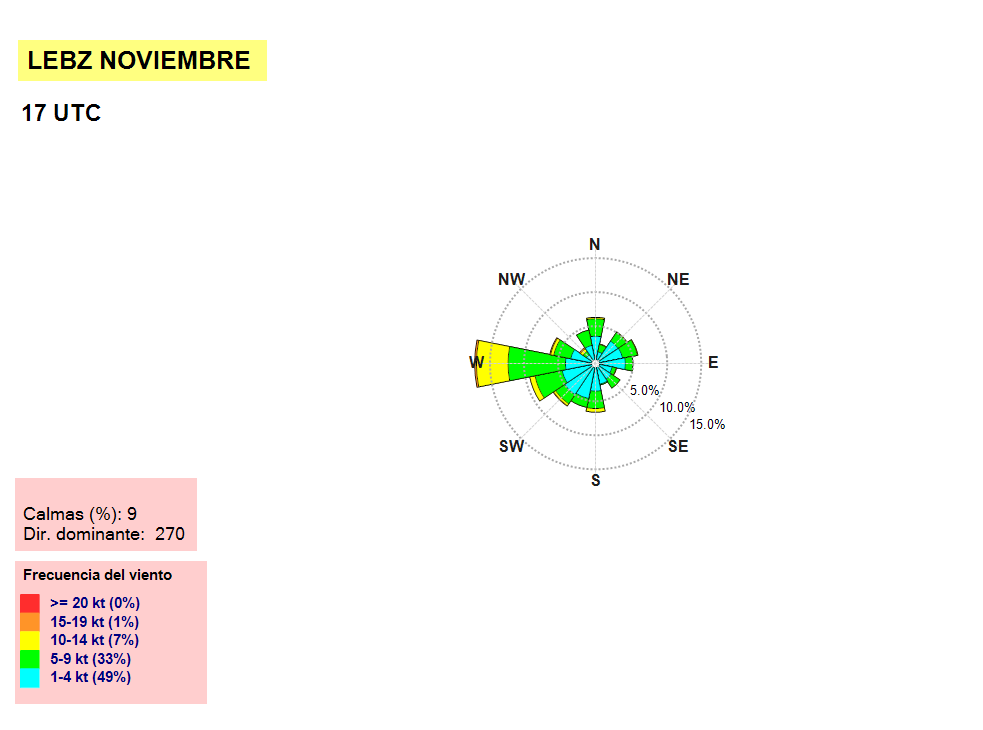 LEBZ NOVIEMBRE
17 UTC
N
NW
NE
W
E
5.0%
10.0%
15.0%
SW
SE
S
Calmas (%): 9
Dir. dominante: 270
Frecuencia del viento
>= 20 kt (0%)
15-19 kt (1%)
10-14 kt (7%)
5-9 kt (33%)
1-4 kt (49%)